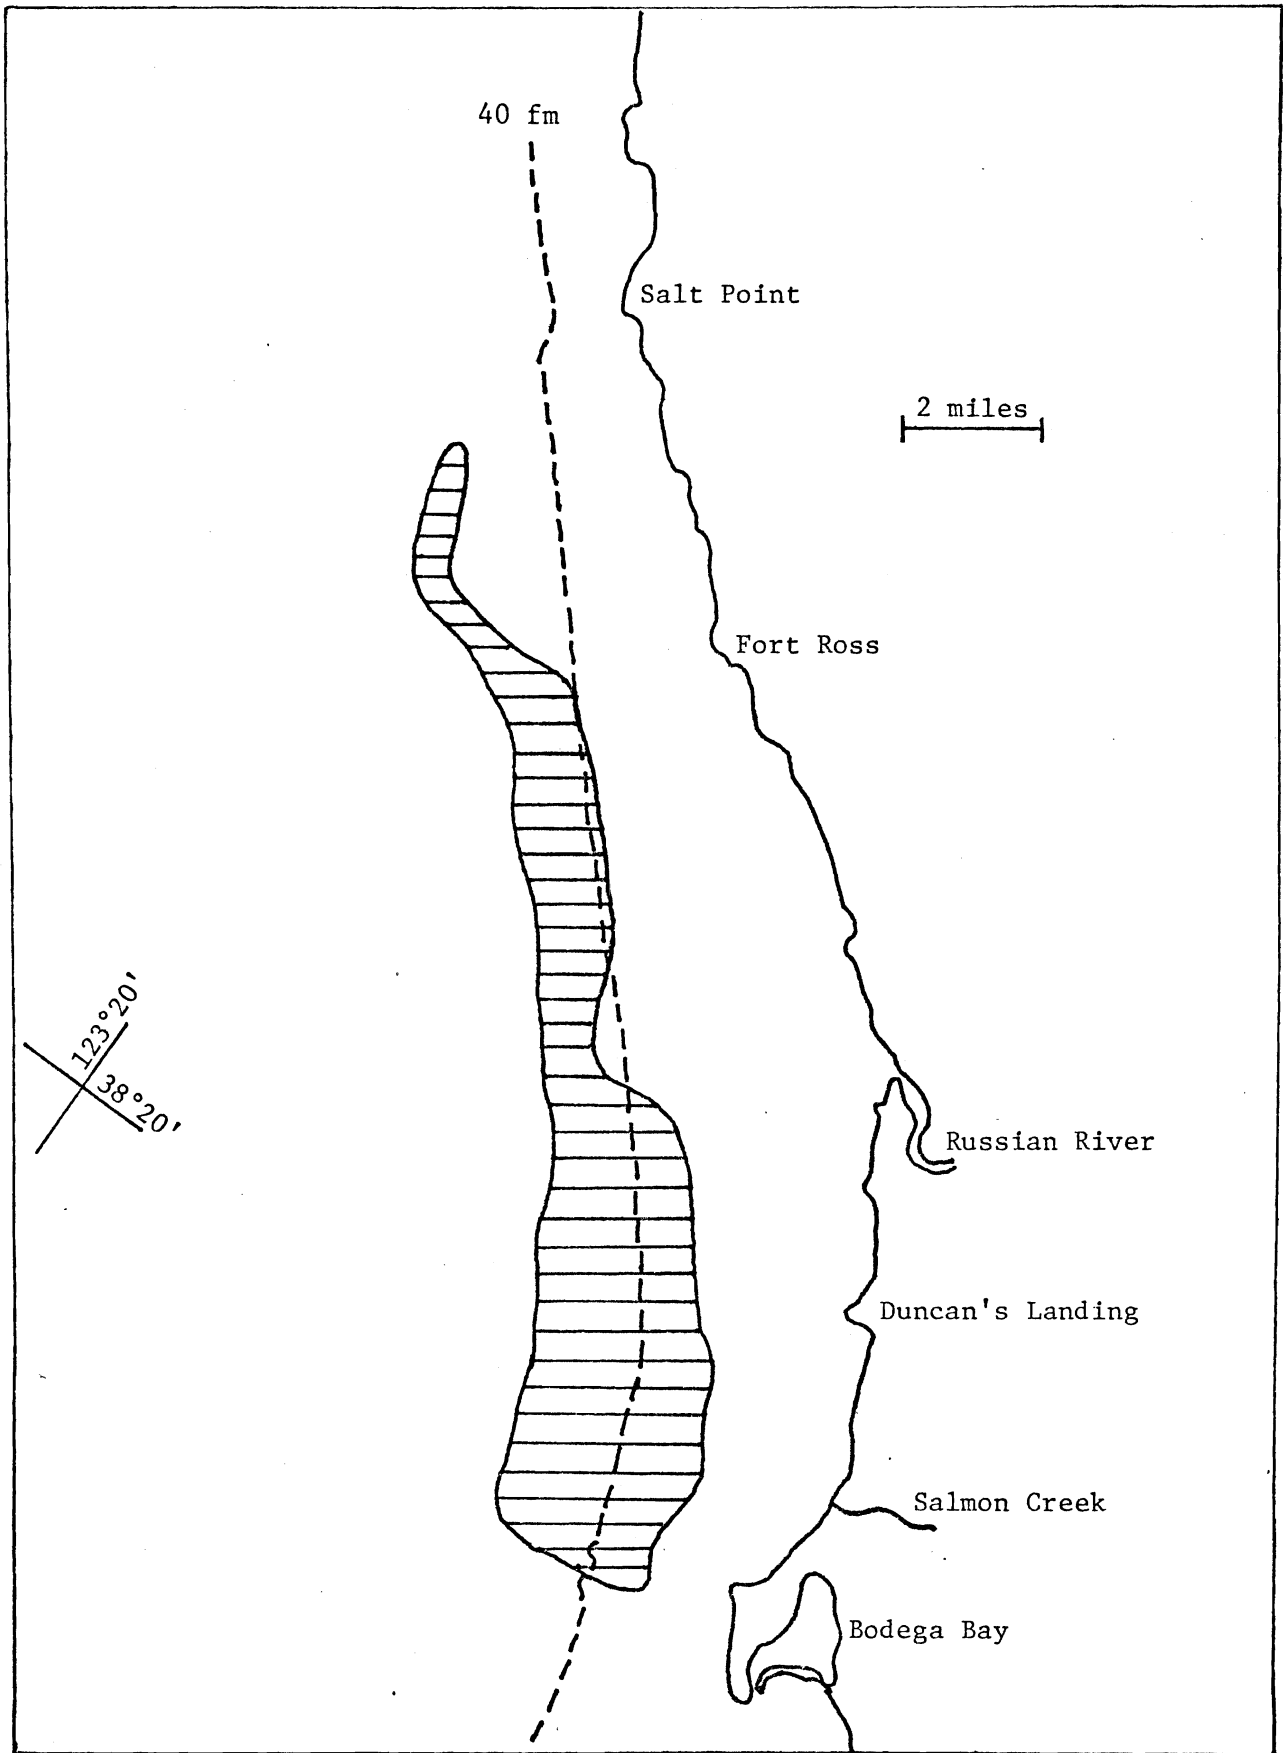 40 fm
Salt Point
2 miles
Fort Ross
123°20'
38°20'
Russian River
Duncan's Landing
Salmon Creek
Bodega Bay